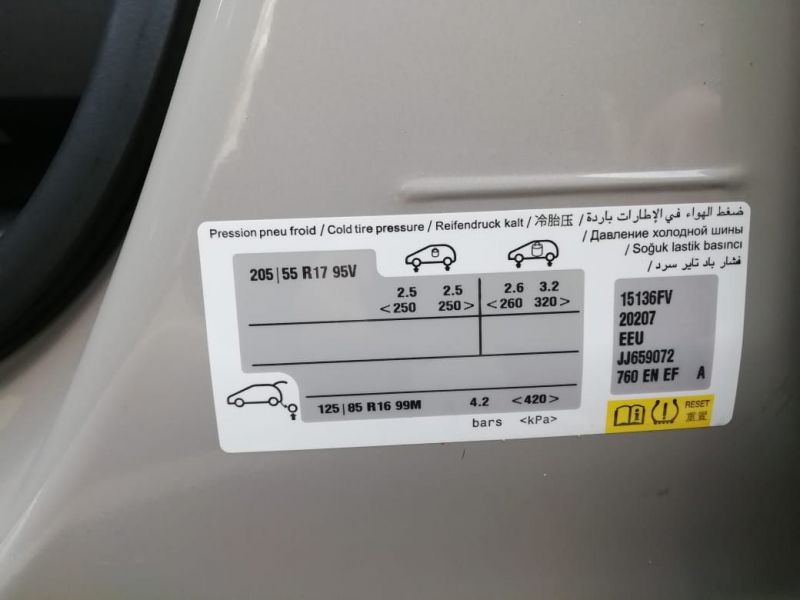 Pression pneu froid / Cold tire pressure / Reifendruck kalt / 冷胎压 / ضغط الهواء في الإطارات باردة
/ Давление холодной шины
/ Soğuk lastik basıncı
فشار باد تایر سرد /
205|55 R17 95V
2.5 2.5 2.6 3.2
<250 250> <260 320>
125|85 R16 99M 4.2 <420>
bars <kPa>
15136FV
20207
EEU
JJ659072
760 EN EF A
RESET
重置